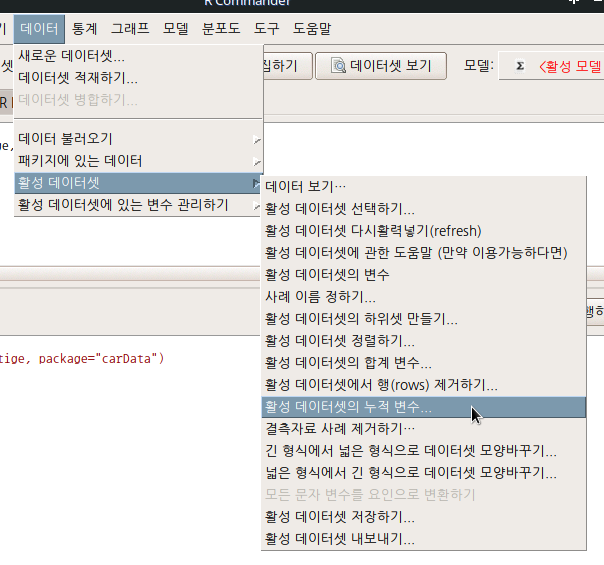 R Commander
데이터 통계 그래프 모델 분포도 도구 도움말
새로운 데이터셋...
데이터셋 적재하기...
데이터셋 병합하기...
데이터 불러오기
패키지에 있는 데이터
활성 데이터셋
활성 데이터셋에 있는 변수 관리하기
데이터셋 보기
모델:
Σ <활성 모델
데이터 보기…
활성 데이터셋 선택하기...
활성 데이터셋 다시활력넣기(refresh)
활성 데이터셋에 관한 도움말 (만약 이용가능하다면)
활성 데이터셋의 변수
사례 이름 정하기...
활성 데이터셋의 하위셋 만들기...
활성 데이터셋 정렬하기...
활성 데이터셋의 합계 변수...
활성 데이터셋에서 행(rows) 제거하기...
활성 데이터셋의 누적 변수...
결측자료 사례 제거하기…
긴 형식에서 넓은 형식으로 데이터셋 모양바꾸기...
넓은 형식에서 긴 형식으로 데이터셋 모양바꾸기...
모든 문자 변수를 요인으로 변환하기
활성 데이터셋 저장하기...
활성 데이터셋 내보내기...
tige, package="carData")